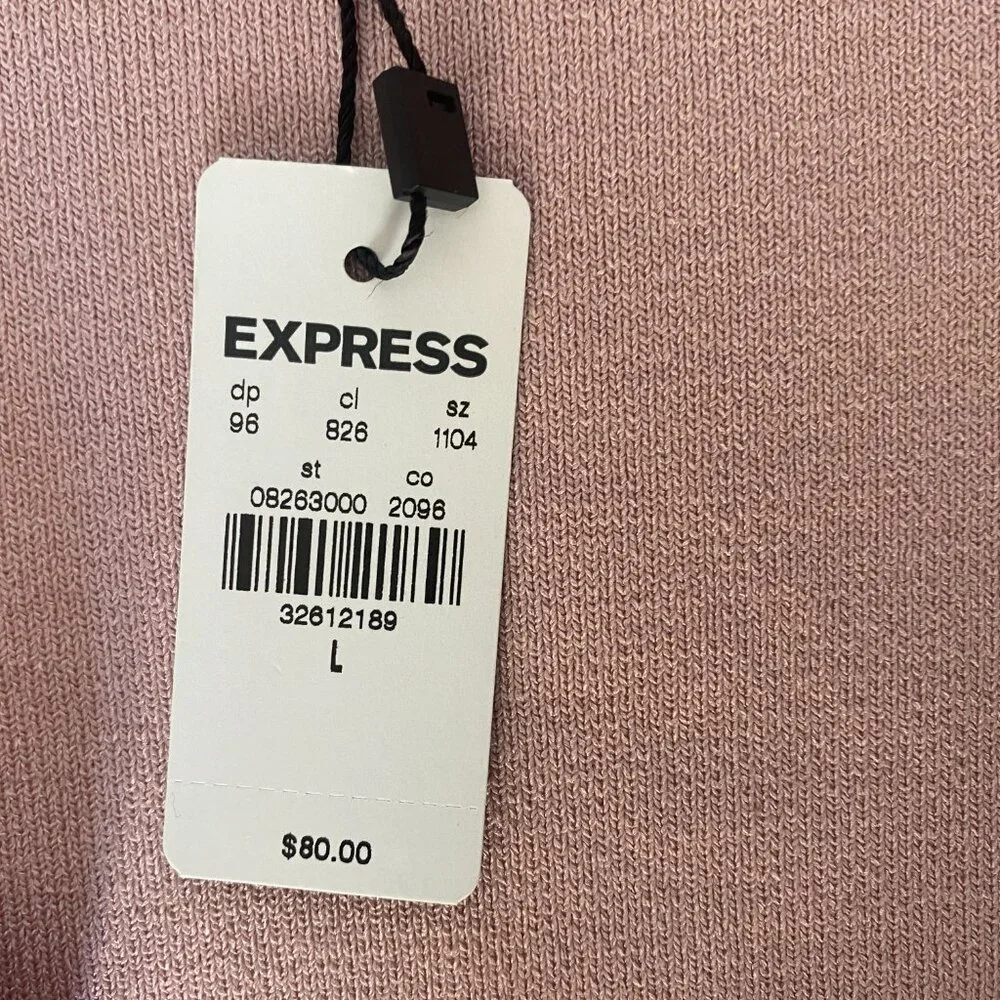 EXPRESS
dp cl sz
96 826 1104
st co
08263000 2096
32612189
L
$80.00